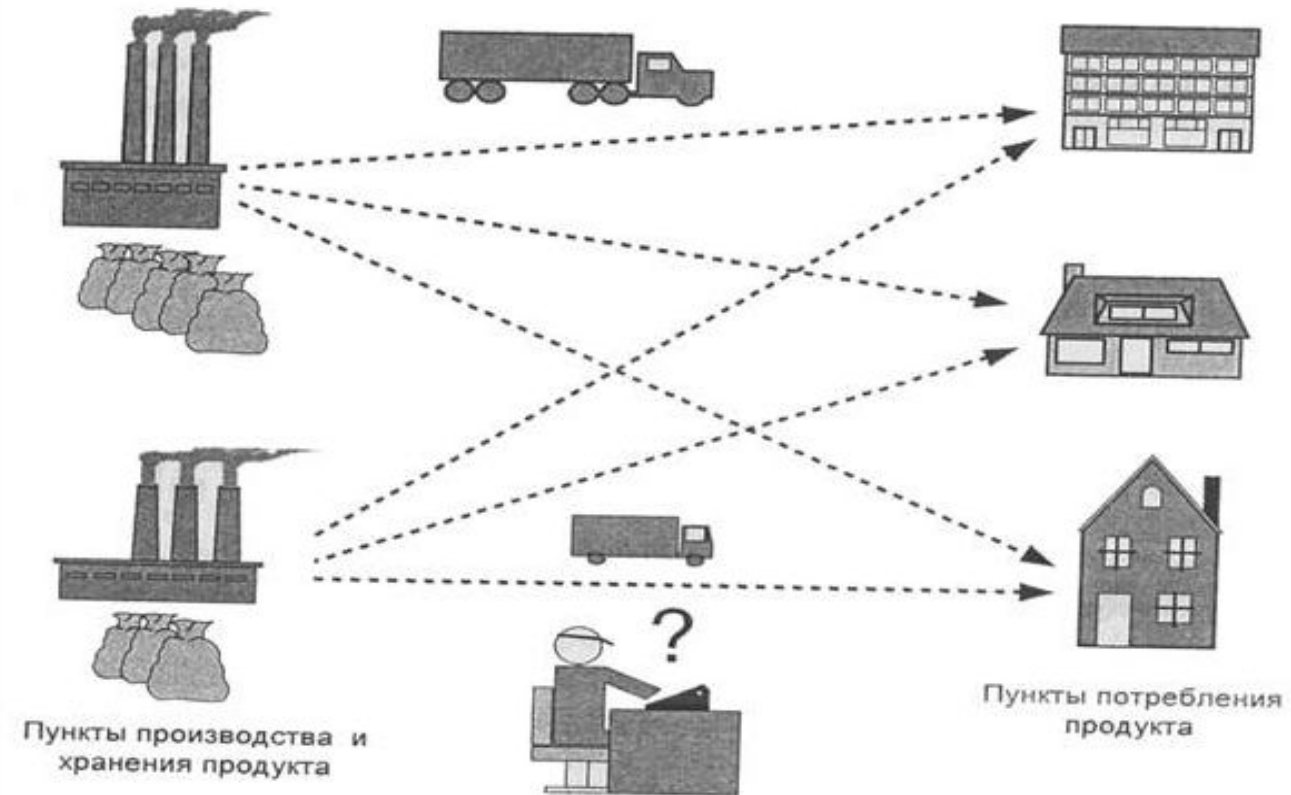 ?
Пункты производства и
хранения продукта
Пункты потребления
продукта